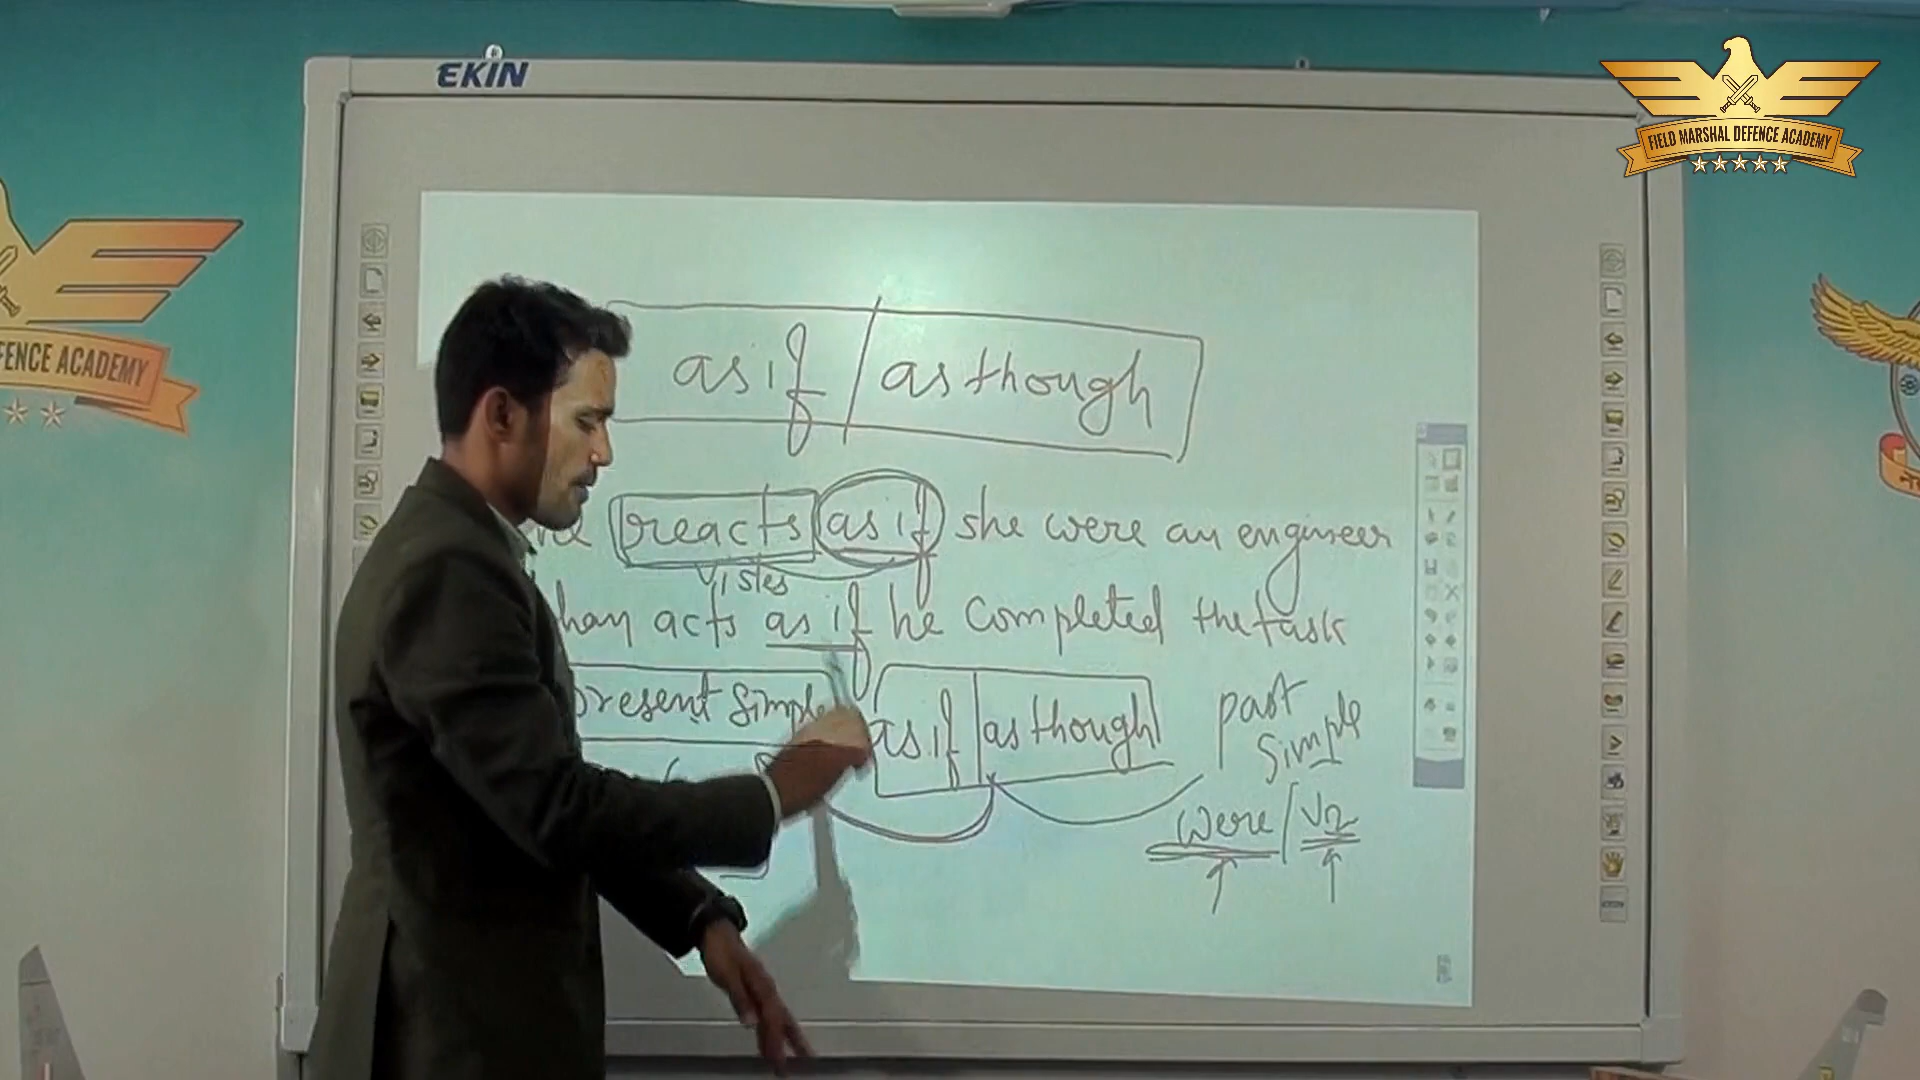 EKIN
FIELD MARSHAL DEFENCE ACADEMY
FENCE ACADEMY
as if / as though
reacts as if she were an engineer
V1 s/es
acts as if he completed the task
present simple as if | as though past simple
were / V2